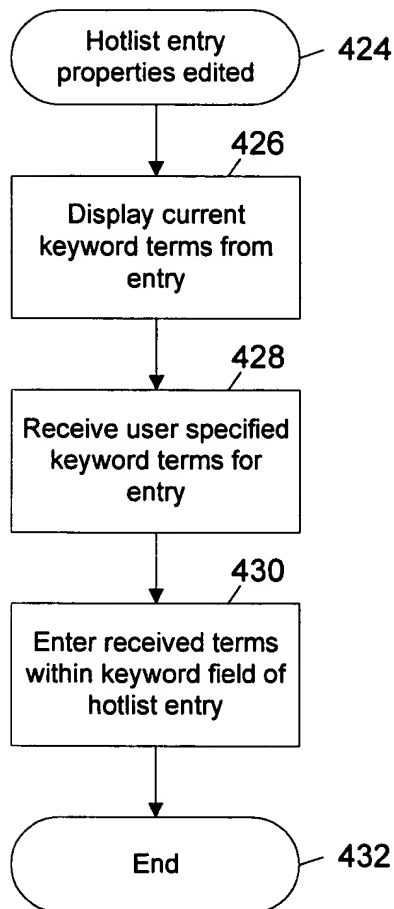 Hotlist entry
properties edited
424
426
Display current
keyword terms from
entry
428
Receive user specified
keyword terms for
entry
430
Enter received terms
within keyword field of
hotlist entry
End
432